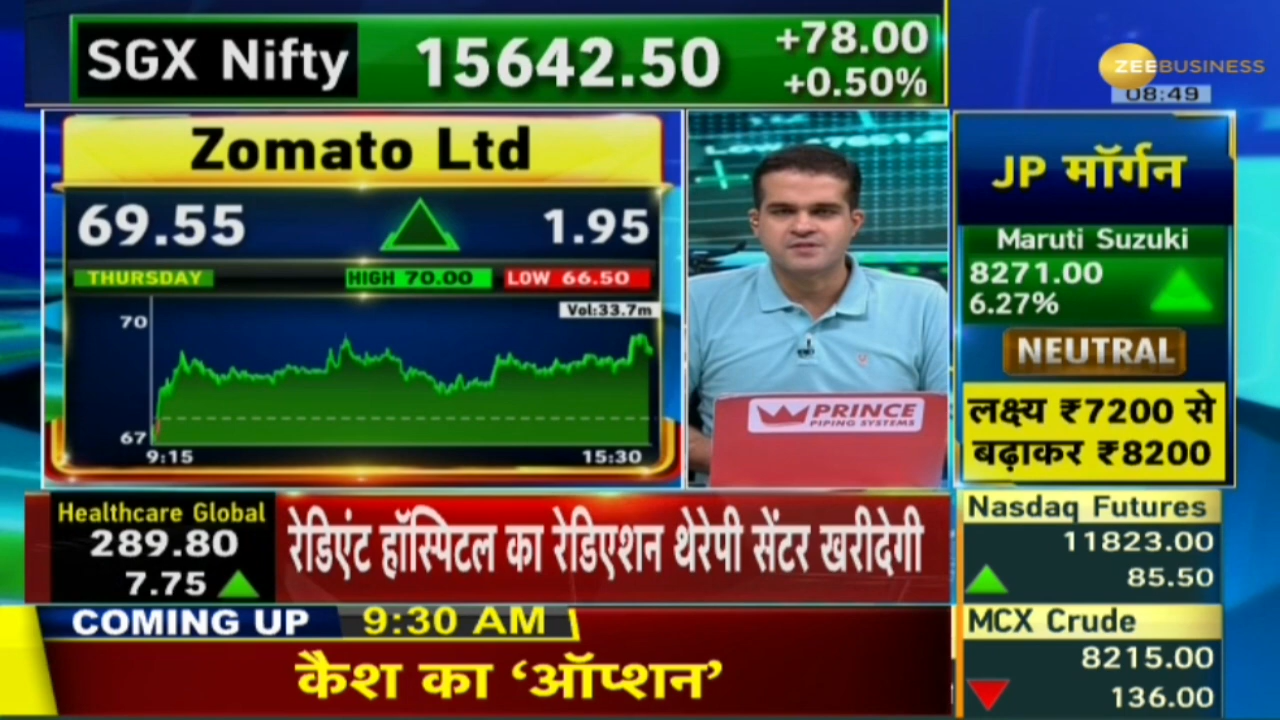 SGX Nifty
15642.50
+78.00
+0.50%
ZEEBUSINESS
08:49
Zomato Ltd
69.55
1.95
THURSDAY
HIGH 70.00
LOW 66.50
Vol:33.7m
70
67
9:15
15:30
PRINCE
PIPING SYSTEMS
JP मॉर्गन
Maruti Suzuki
8271.00
6.27%
NEUTRAL
लक्ष्य ₹7200 से
बढ़ाकर ₹8200
Healthcare Global
289.80
7.75
रेडिएंट हॉस्पिटल का रेडिएशन थेरेपी सेंटर खरीदेगी
Nasdaq Futures
11823.00
85.50
COMING UP
9:30 AM
कैश का ‘ऑप्शन’
MCX Crude
8215.00
136.00